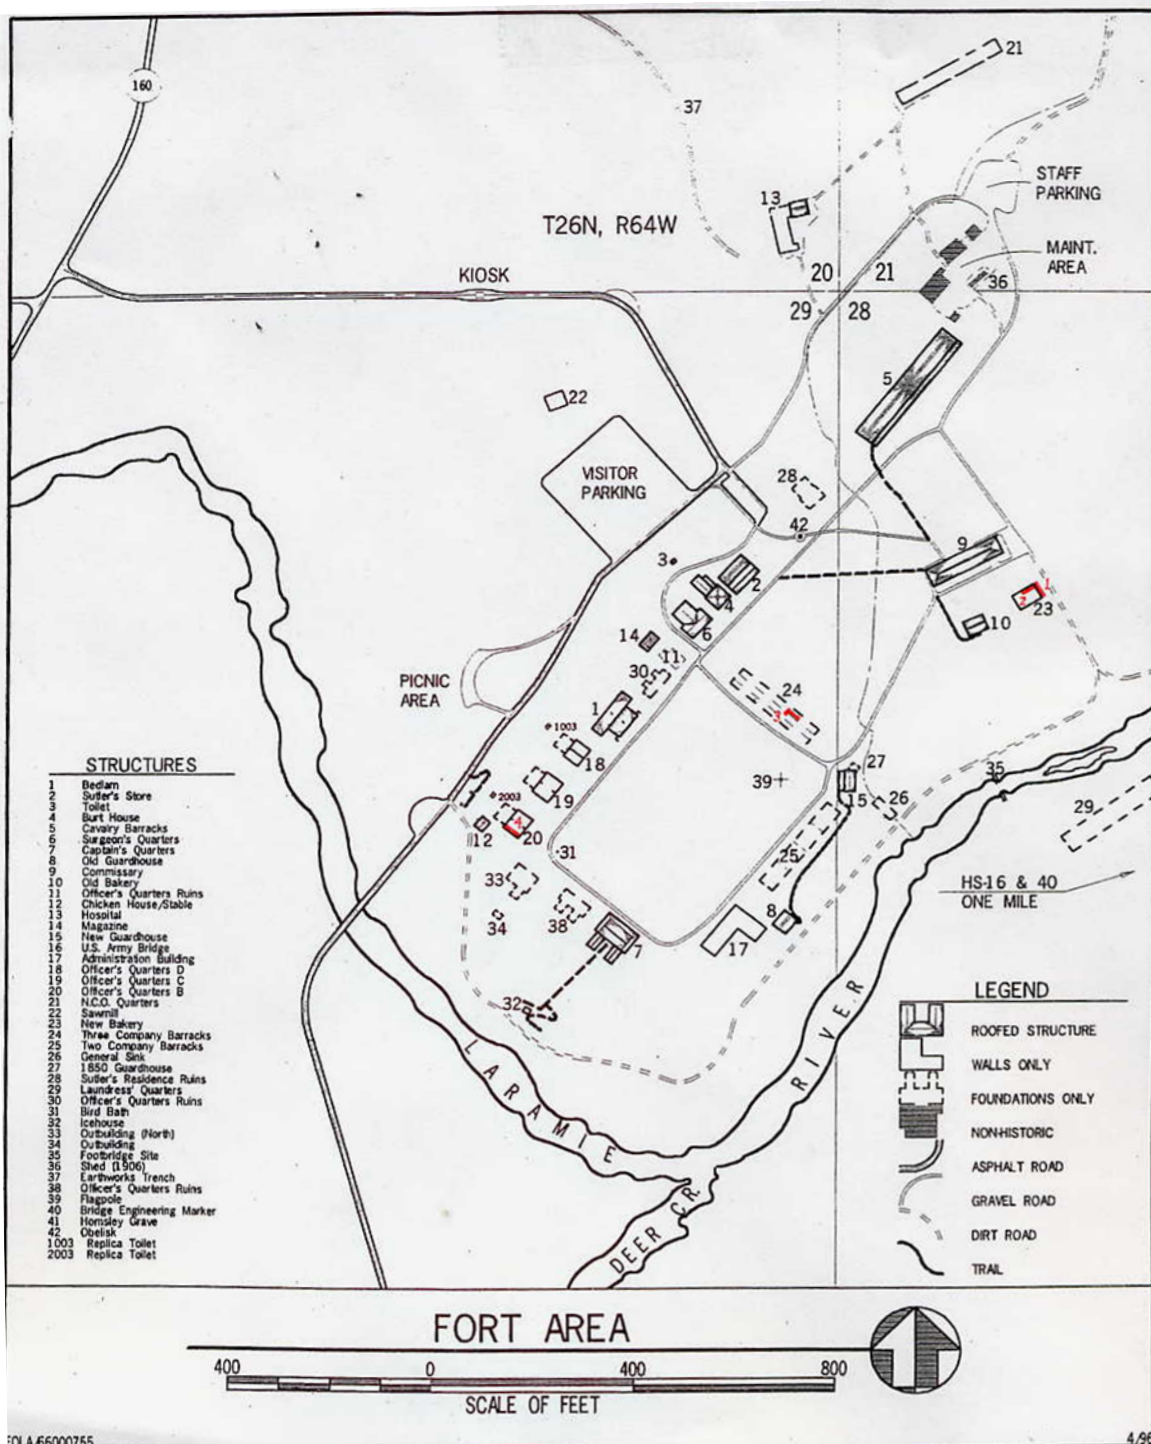 160
37
21
STAFF
PARKING
13
T26N, R64W
MAINT.
AREA
20
21
KIOSK
36
29
28
5
22
VISITOR
PARKING
28
42
9
3
2
1
2
4
23
6
10
14
11
30
24
PICNIC
AREA
1
3
1003
18
27
39
35
STRUCTURES
2003
19
15
26
29
4
12
20
31
25
33
HS-16 & 40
ONE MILE
34
38
8
7
17
32
1 Bedlam
2 Sutler's Store
3 Toilet
4 Burt House
5 Cavalry Barracks
6 Surgeon's Quarters
7 Captain's Quarters
8 Old Guardhouse
9 Commissary
10 Old Bakery
11 Officer's Quarters Ruins
12 Chicken House/Stable
13 Hospital
14 Magazine
15 New Guardhouse
16 U.S. Army Bridge
17 Administration Building
18 Officer's Quarters D
19 Officer's Quarters C
20 Officer's Quarters B
21 N.C.O. Quarters
22 Sawmill
23 New Bakery
24 Three Company Barracks
25 Two Company Barracks
26 General Sink
27 1850 Guardhouse
28 Sutler's Residence Ruins
29 Laundress' Quarters
30 Officer's Quarters Ruins
31 Bird Bath
32 Icehouse
33 Outbuilding (North)
34 Outbuilding
35 Footbridge Site
36 Shed (1906)
37 Earthworks Trench
38 Officer's Quarters Ruins
39 Flagpole
40 Bridge Engineering Marker
41 Hornsley Grave
42 Obelisk
1003 Replica Toilet
2003 Replica Toilet
LARAMIE
RIVER
DEER CR.
LEGEND
ROOFED STRUCTURE
WALLS ONLY
FOUNDATIONS ONLY
NON-HISTORIC
ASPHALT ROAD
GRAVEL ROAD
DIRT ROAD
TRAIL
FORT AREA
400 0 400 800
SCALE OF FEET
FOLA/66000755
4/96